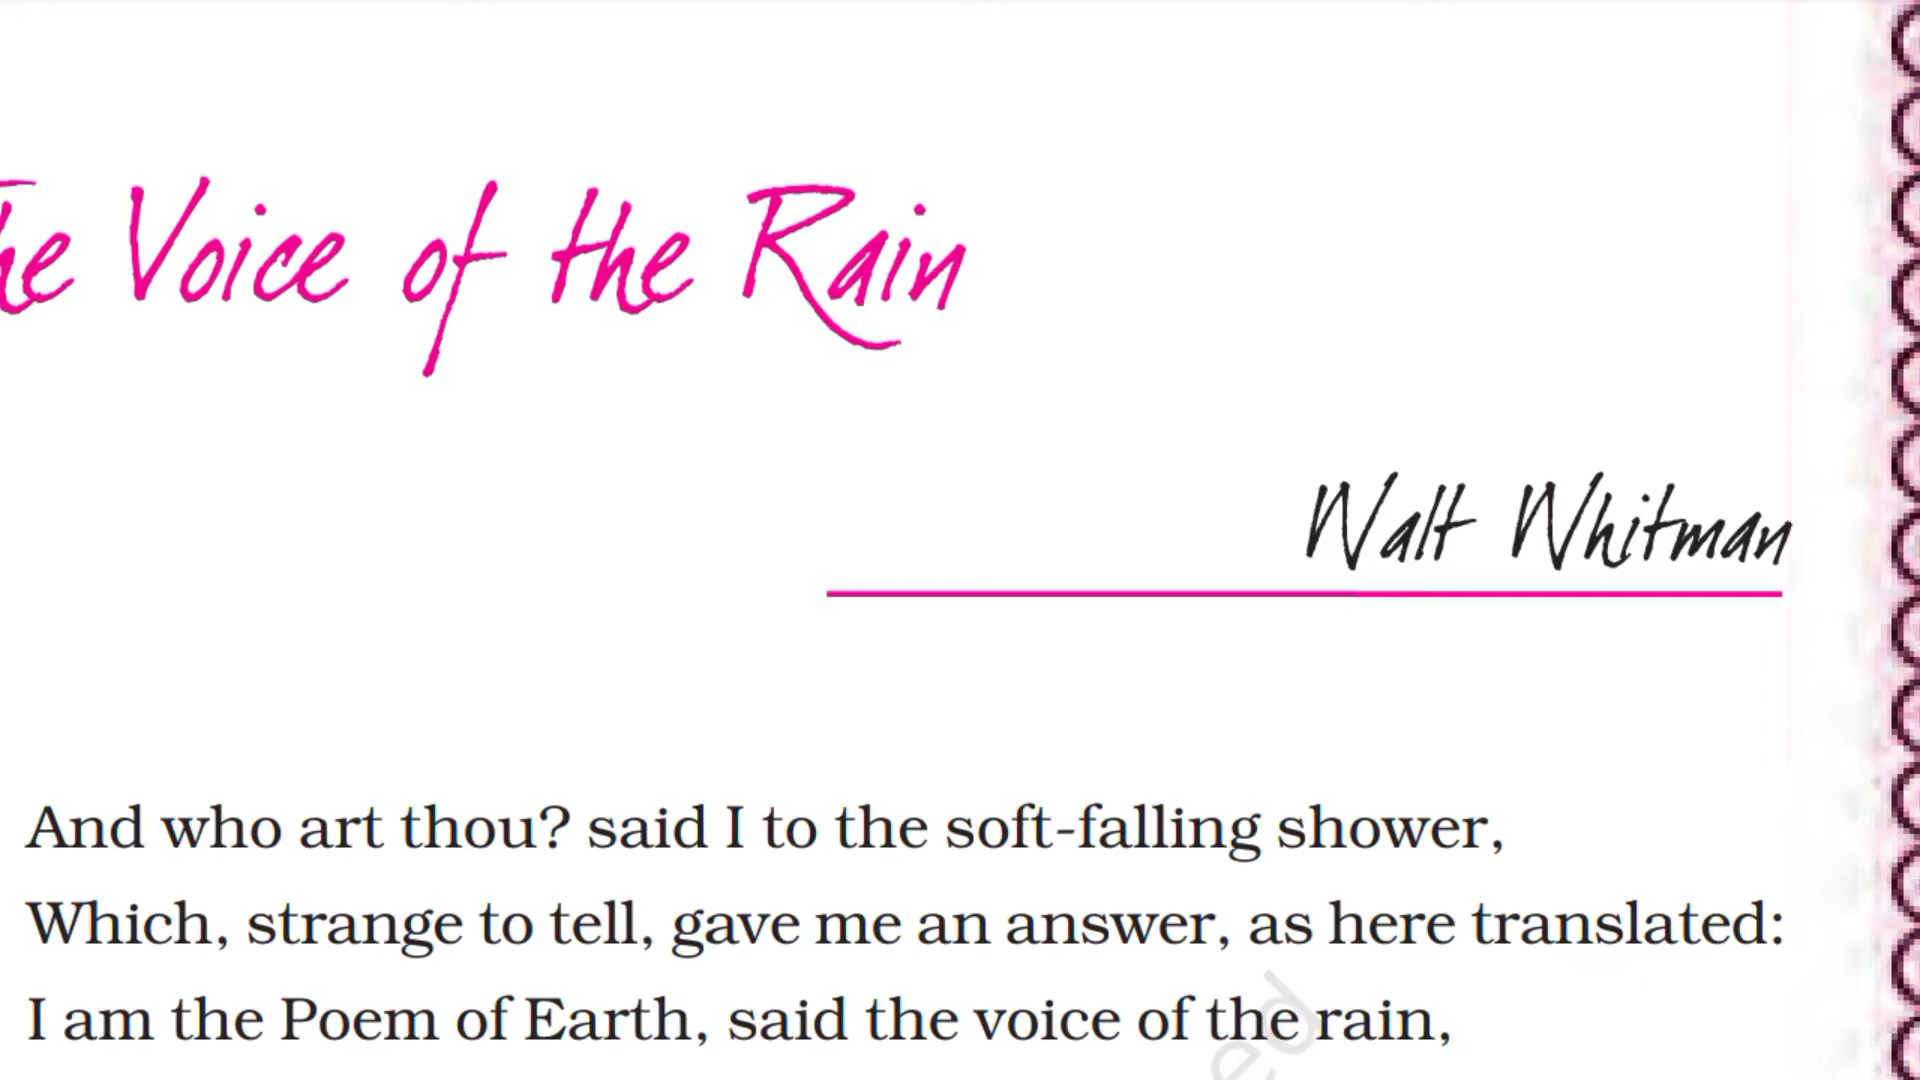 he Voice of the Rain
Walt Whitman
And who art thou? said I to the soft-falling shower,
Which, strange to tell, gave me an answer, as here translated:
I am the Poem of Earth, said the voice of the rain,
ed